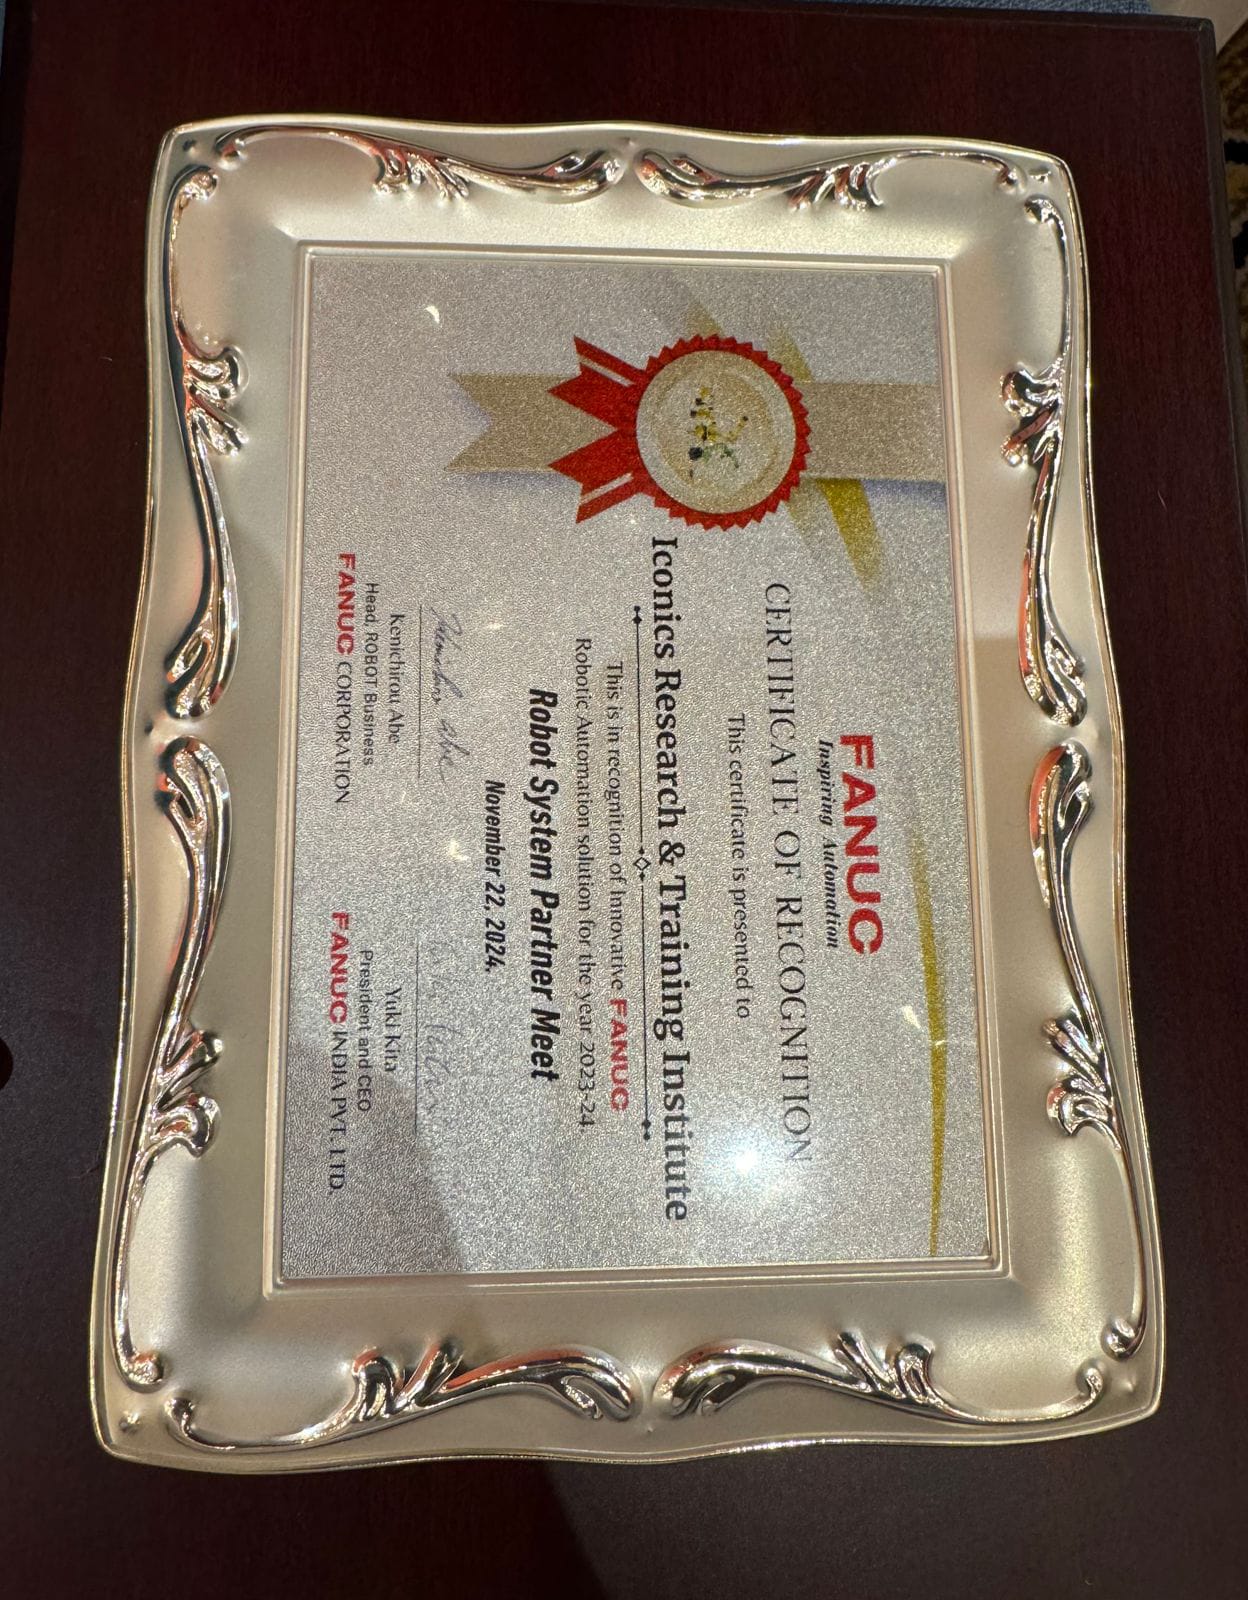 FANUC
Inspiring Automation
CERTIFICATE OF RECOGNITION
This certificate is presented to
Iconics Research & Training Institute
This is in recognition of Innovative FANUC
Robotic Automation solution for the year 2023-24.
Robot System Partner Meet
November 22, 2024.
Kenichirou Abe
Head, ROBOT Business
FANUC CORPORATION
Yuki Kita
President and CEO
FANUC INDIA PVT. LTD.